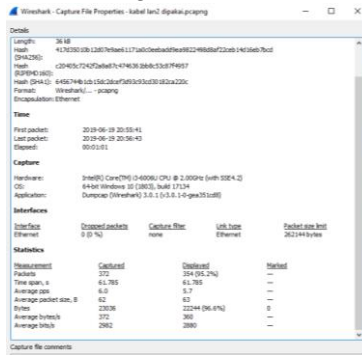 Wireshark - Capture File Properties - kabel lan2 dipakai.pcapng
Details
Length: 36 kB
Hash (SHA256):
Hash (RIPEMD160):
Hash (SHA1):
Format: Wireshark/... - pcapng
Encapsulation: Ethernet
Time
First packet: 2019-06-19 20:55:41
Last packet: 2019-06-19 20:56:43
Elapsed: 00:01:01
Capture
Hardware: Intel(R) Core(TM) i3-6006U CPU @ 2.00GHz (with SSE4.2)
OS: 64-bit Windows 10 (1803), build 17134
Application: Dumpcap (Wireshark) 3.0.1 (v3.0.1-0-gea351cd8)
Interfaces
Interface Dropped packets Capture filter Link type Packet size limit
Ethernet 0 (0 %) none Ethernet 262144 bytes
Statistics
Measurement Captured Displayed Marked
Packets 372 354 (95.2%) —
Time span, s 61.785 61.785 —
Average pps 6.0 5.7 —
Average packet size, B 62 63 —
Bytes 23036 22244 (96.6%) 0
Average bytes/s 372 360 —
Average bits/s 2982 2880 —
Capture file comments